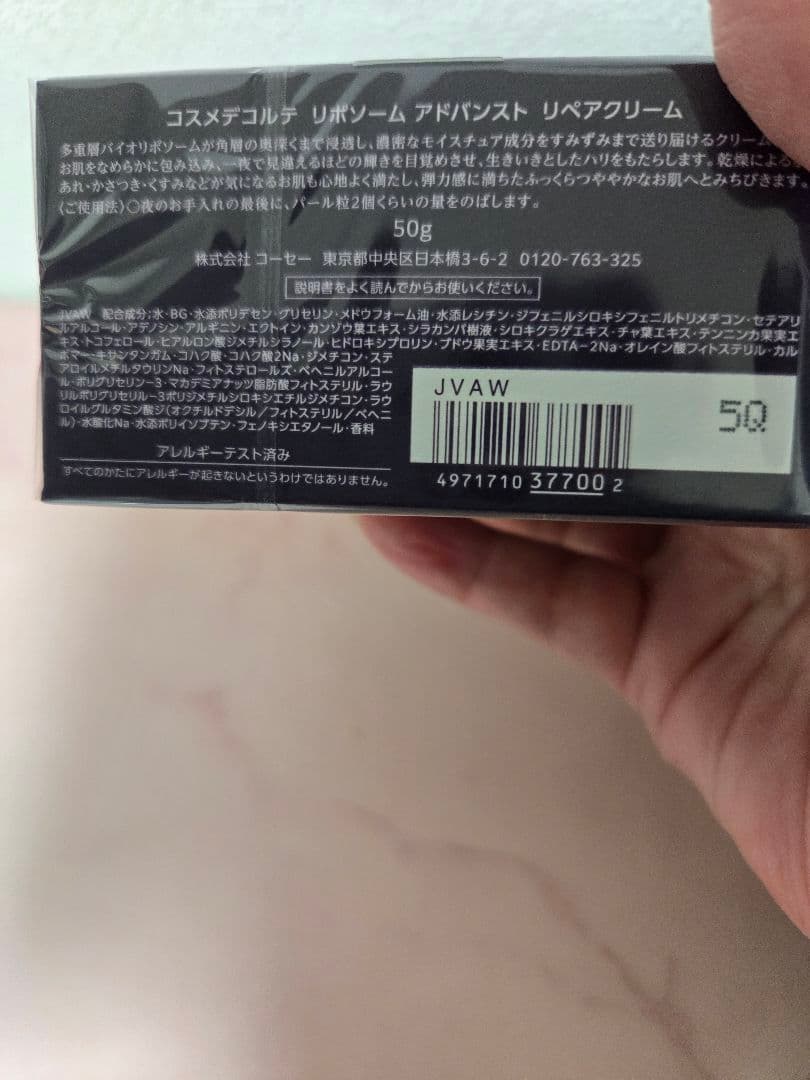 コスメデコルテ リポソーム アドバンスト リペアクリーム
多重層バイオリポソームが角層の奥深くまで浸透し、濃密なモイスチュア成分をすみずみまで送り届けるクリーム。
お肌をなめらかに包み込み、一夜で見違えるほどの輝きを目覚めさせ、生きいきとしたハリをもたらします。乾燥による
あれ・かさつき・くすみなどが気になるお肌も心地よく満たし、弾力感に満ちたふっくらつややかなお肌へとみちびきます。
〈ご使用法〉○夜のお手入れの最後に、パール粒2個くらいの量をのばします。
50g
株式会社 コーセー 東京都中央区日本橋3-6-2 0120-763-325
説明書をよく読んでからお使いください。
JVAW 配合成分:水・BG・水添ポリデセン・グリセリン・メドウフォーム油・水添レシチン・ジフェニルシロキシフェニルトリメチコン・セテアリ
ルアルコール・アデノシン・アルギニン・エクトイン・カンゾウ葉エキス・シラカンバ樹液・シロキクラゲエキス・チャ葉エキス・テンニンカ果実エ
キス・トコフェロール・ヒアルロン酸ジメチルシラノール・ヒドロキシプロリン・ブドウ果実エキス・EDTA-2Na・オレイン酸フィトステリル・カル
ボマー・キサンタンガム・コハク酸・コハク酸2Na・ジメチコン・ステ
アロイルメチルタウリンNa・フィトステロールズ・ベヘニルアルコー
ル・ポリグリセリン-3・マカデミアナッツ脂肪酸フィトステリル・ラウ
リルポリグリセリル-3ポリジメチルシロキシエチルジメチコン・ラウ
ロイルグルタミン酸ジ(オクチルドデシル/フィトステリル/ベヘニ
ル)・水酸化Na・水添ポリイソブテン・フェノキシエタノール・香料
アレルギーテスト済み
すべてのかたにアレルギーが起きないというわけではありません。
JVAW
5Q
4971710 37700 2